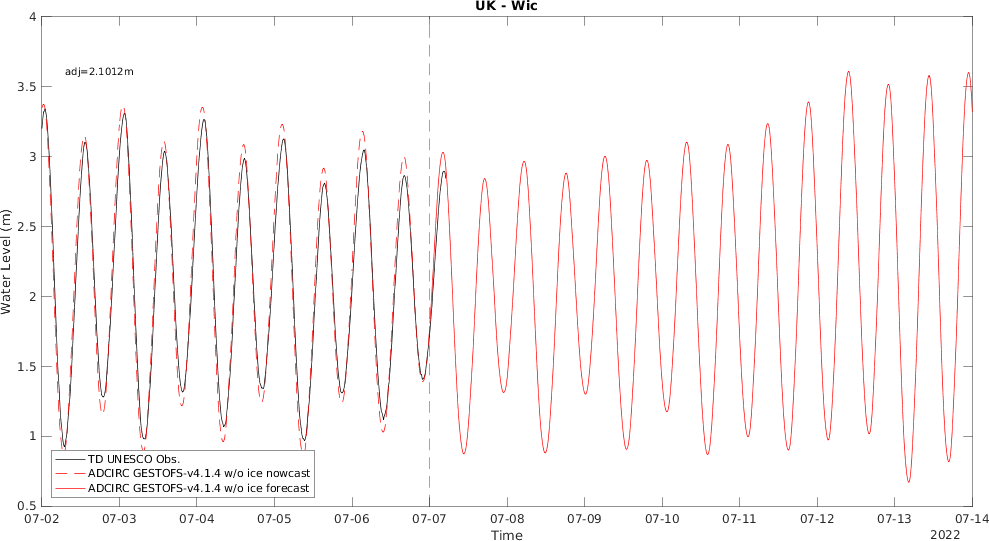 UK - Wic
4
adj=2.1012m
3.5
3
2.5
Water Level (m)
2
1.5
1
TD UNESCO Obs.
ADCIRC GESTOFS-v4.1.4 w/o ice nowcast
ADCIRC GESTOFS-v4.1.4 w/o ice forecast
0.5
07-02 07-03 07-04 07-05 07-06 07-07 07-08 07-09 07-10 07-11 07-12 07-13 07-14
Time
2022